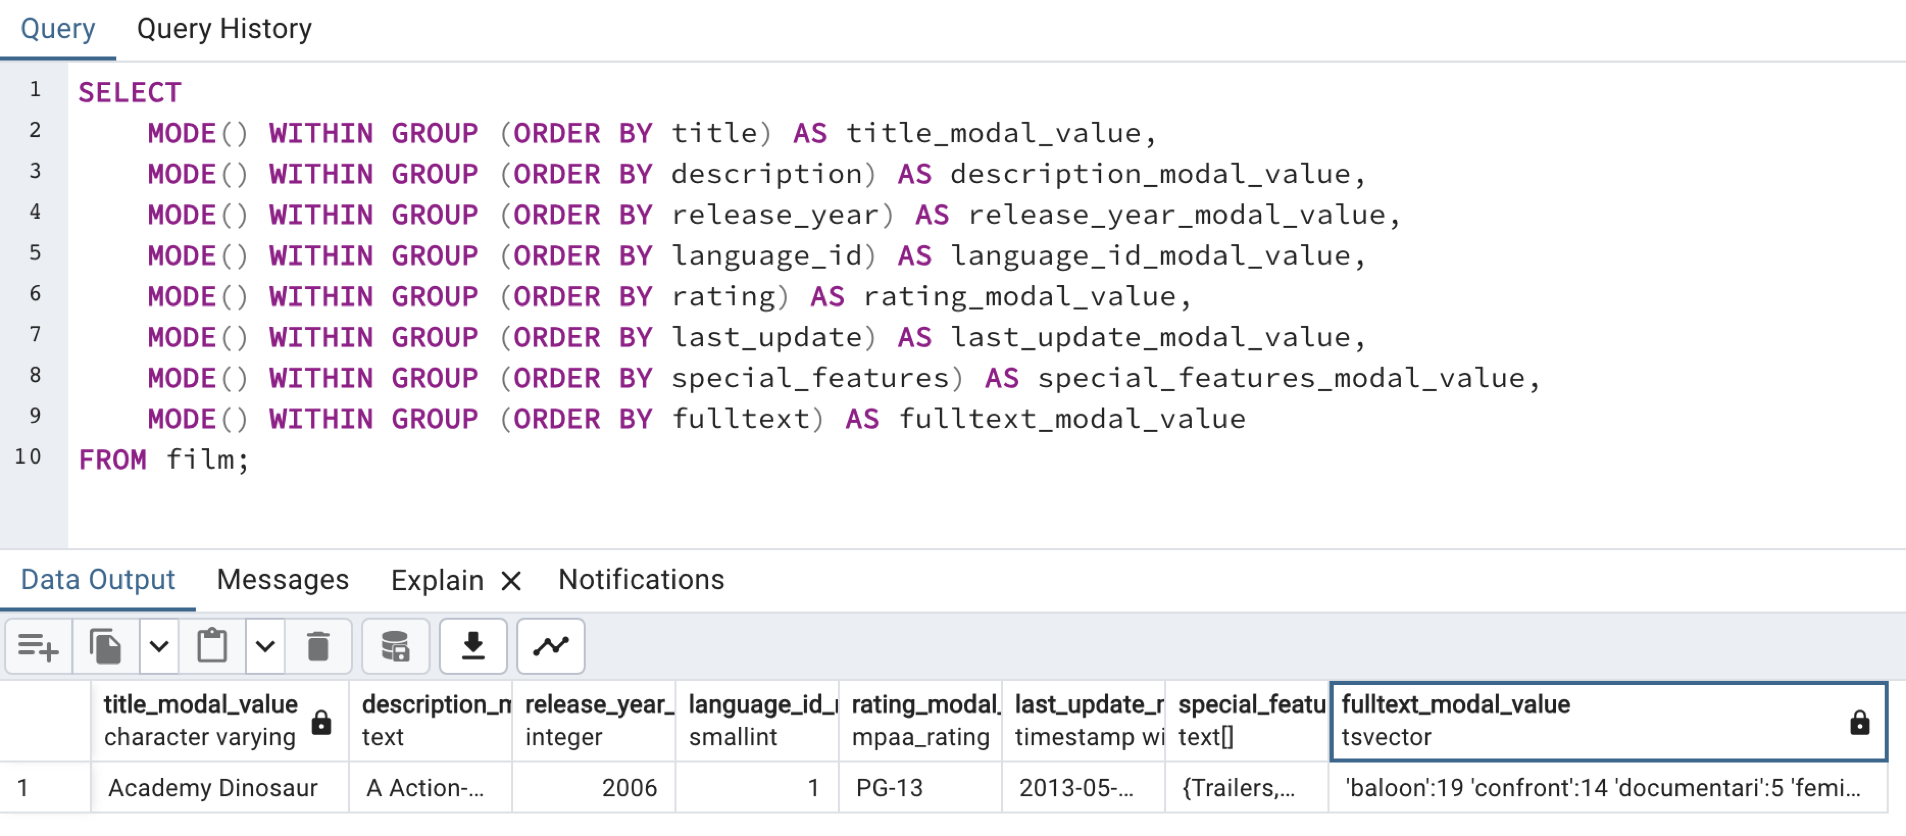 Query Query History
1 SELECT
2 MODE() WITHIN GROUP (ORDER BY title) AS title_modal_value,
3 MODE() WITHIN GROUP (ORDER BY description) AS description_modal_value,
4 MODE() WITHIN GROUP (ORDER BY release_year) AS release_year_modal_value,
5 MODE() WITHIN GROUP (ORDER BY language_id) AS language_id_modal_value,
6 MODE() WITHIN GROUP (ORDER BY rating) AS rating_modal_value,
7 MODE() WITHIN GROUP (ORDER BY last_update) AS last_update_modal_value,
8 MODE() WITHIN GROUP (ORDER BY special_features) AS special_features_modal_value,
9 MODE() WITHIN GROUP (ORDER BY fulltext) AS fulltext_modal_value
10 FROM film;
Data Output Messages Explain Notifications
title_modal_value description_m release_year_ language_id_ rating_modal_ last_update_ special_featu fulltext_modal_value
character varying text integer smallint mpaa_rating timestamp wi text[] tsvector
1 Academy Dinosaur A Action-... 2006 1 PG-13 2013-05-... {Trailers,... 'baloon':19 'confront':14 'documentari':5 'femi...